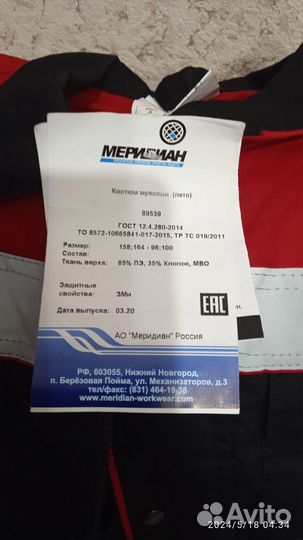 МЕРИДИАН
Костюм мужской (лето)
89539
ГОСТ 12.4.280-2014
ТО 8572-10665841-017-2015, ТР ТС 019/2011
Размер: 158;164 - 96;100
Состав:
Ткань верха: 65% ПЭ, 35% Хлопок, МВО
Защитные
свойства: ЗМи
Дата выпуска: 03.20
ЕАС
АО "Меридиан" Россия
РФ, 603055, Нижний Новгород,
п. Берёзовая Пойма, ул. Механизаторов, д.3
тел/факс: (831) 464-19-38
www.meridian-workwear.com
2024/5/18 04:34
Avito